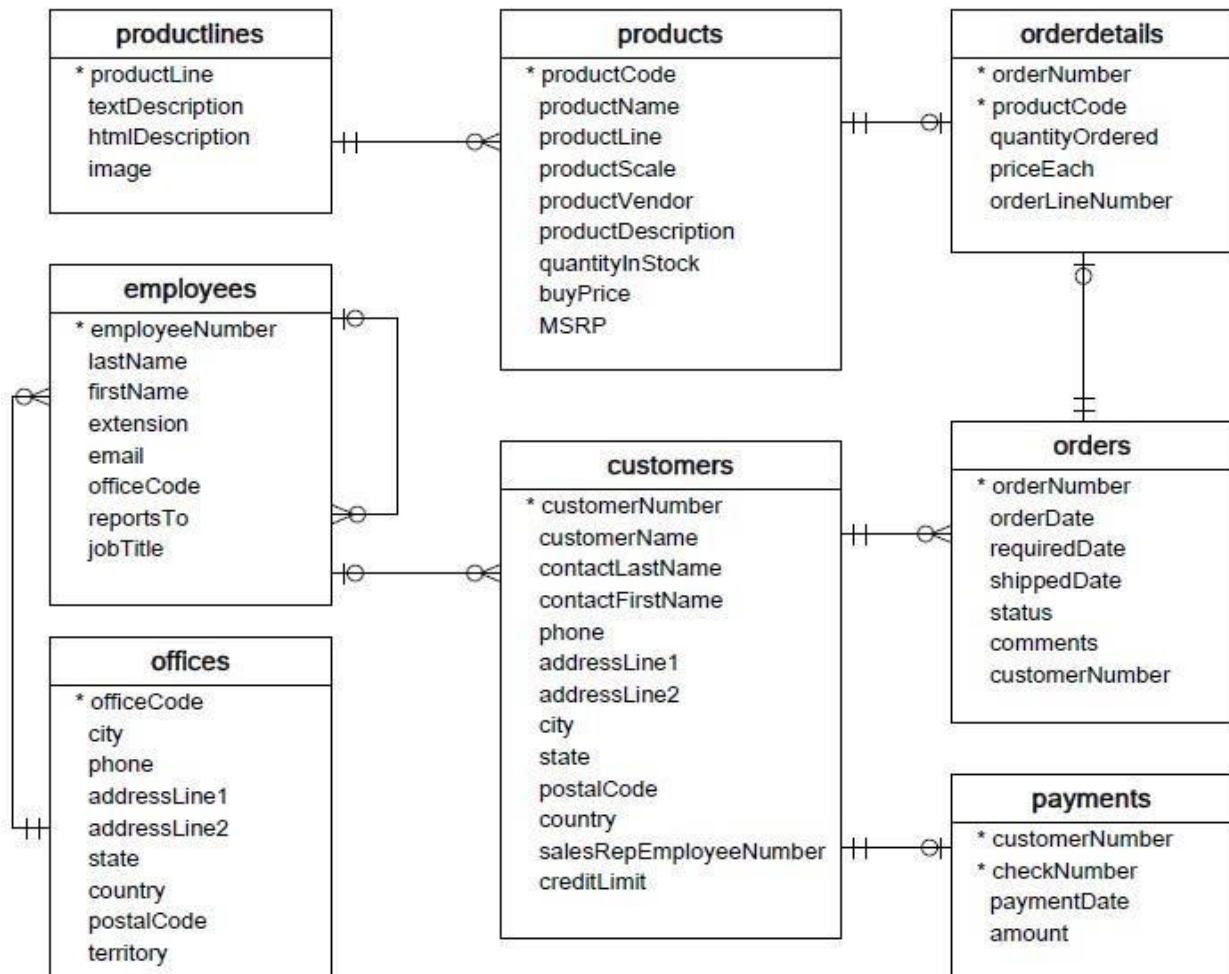 productlines
* productLine
textDescription
htmlDescription
image
products
* productCode
productName
productLine
productScale
productVendor
productDescription
quantityInStock
buyPrice
MSRP
orderdetails
* orderNumber
* productCode
quantityOrdered
priceEach
orderLineNumber
employees
* employeeNumber
lastName
firstName
extension
email
officeCode
reportsTo
jobTitle
customers
* customerNumber
customerName
contactLastName
contactFirstName
phone
addressLine1
addressLine2
city
state
postalCode
country
salesRepEmployeeNumber
creditLimit
orders
* orderNumber
orderDate
requiredDate
shippedDate
status
comments
customerNumber
offices
* officeCode
city
phone
addressLine1
addressLine2
state
country
postalCode
territory
payments
* customerNumber
* checkNumber
paymentDate
amount